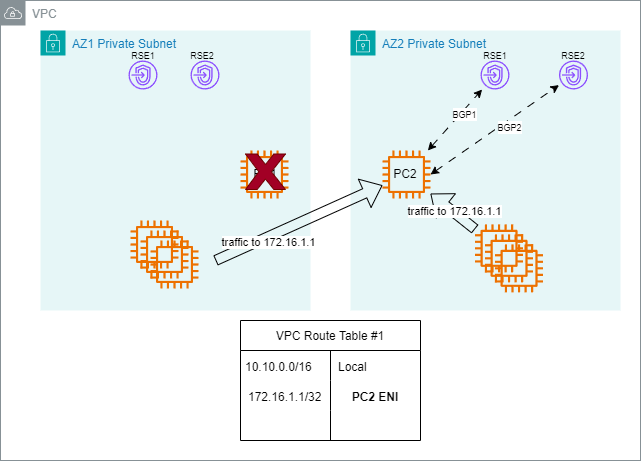 VPC
AZ1 Private Subnet
AZ2 Private Subnet
RSE1
RSE2
RSE1
RSE2
BGP1
BGP2
PC2
traffic to 172.16.1.1
traffic to 172.16.1.1
VPC Route Table #1
10.10.0.0/16 Local
172.16.1.1/32 PC2 ENI